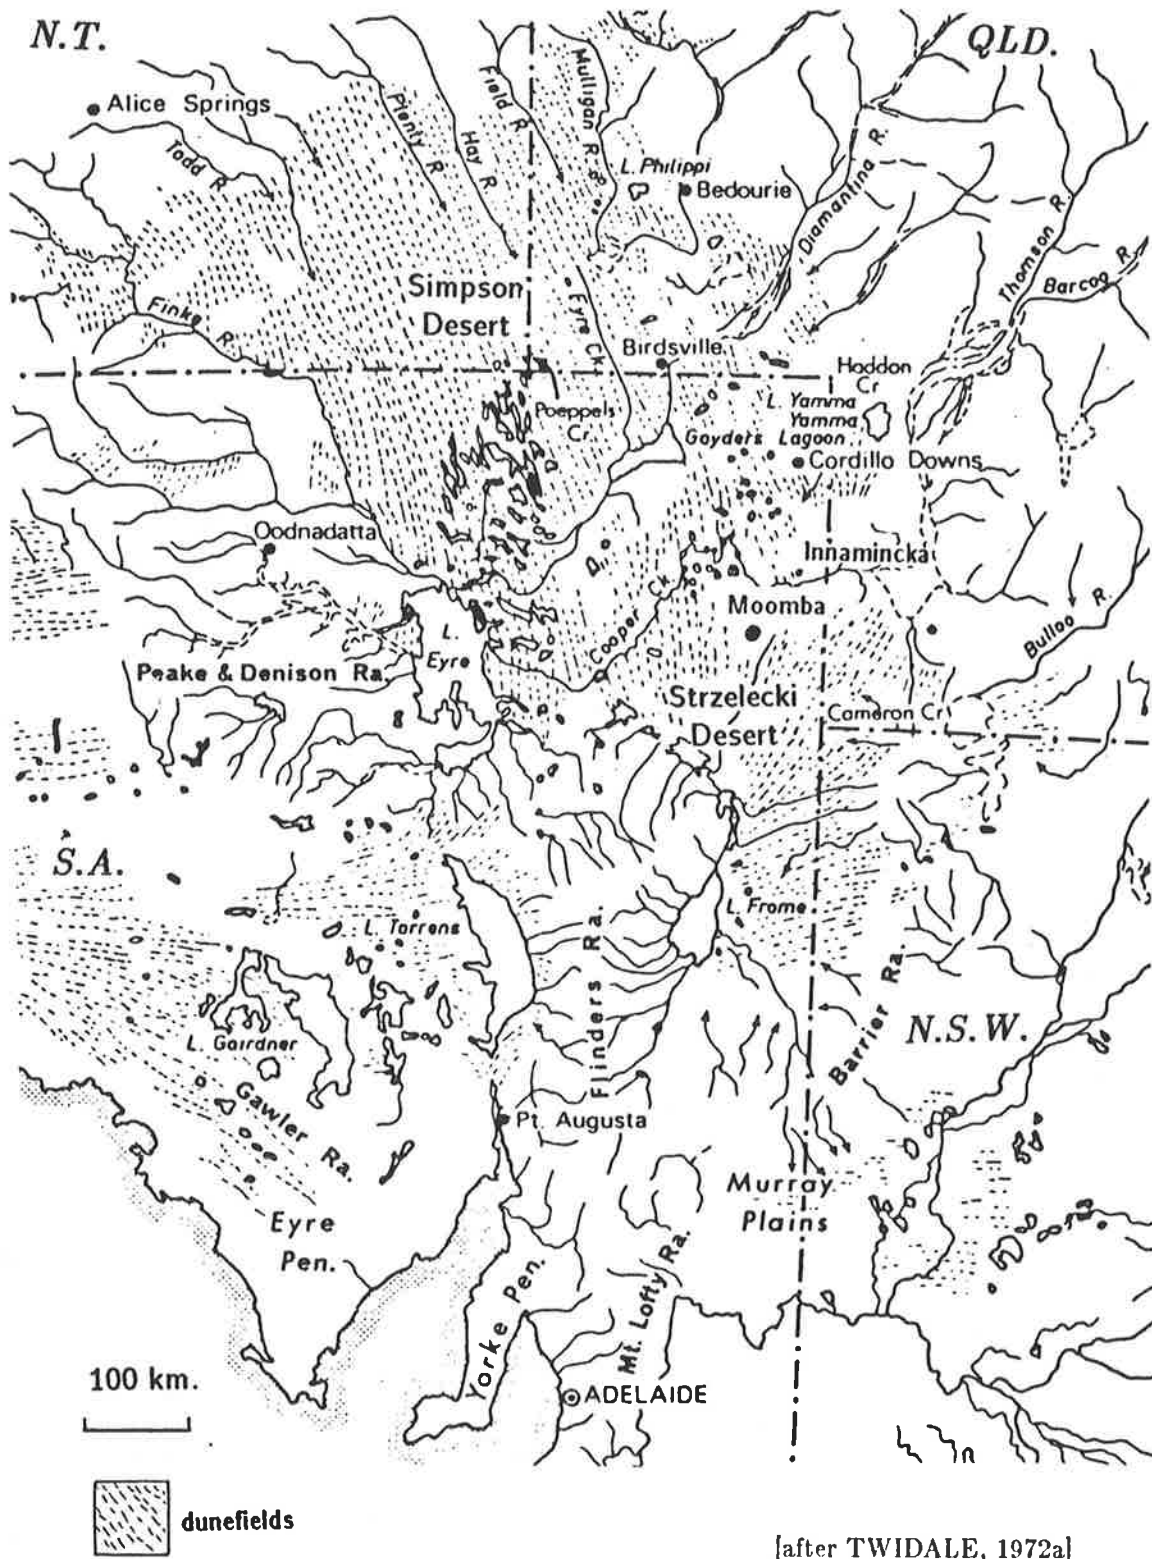 N.T.
QLD.
Alice Springs
Todd R.
Plenty R.
Hay R.
Field R.
Mulligan R.
L. Philippi
Bedourie
Diamantina R.
Thomson R.
Barcoo R.
Simpson
Desert
Finke R.
Eyre Ck.
Birdsville
Haddon
Cr
Poeppels
Cr.
L. Yamma
Yamma
Goyders Lagoon
Cordillo Downs
Oodnadatta
Innamincka
Cooper Ck
Moomba
Bulloo R.
L.
Eyre
Peake & Denison Ra.
Strzelecki
Desert
Cameron Cr
S.A.
L. Torrens
L. Frome
Flinders Ra.
Barrier Ra.
N.S.W.
L. Gairdner
Gawler Ra.
Pt. Augusta
Eyre
Pen.
Murray
Plains
Yorke Pen.
Mt. Lofty Ra.
ADELAIDE
100 km.
dunefields
[after TWIDALE, 1972a]